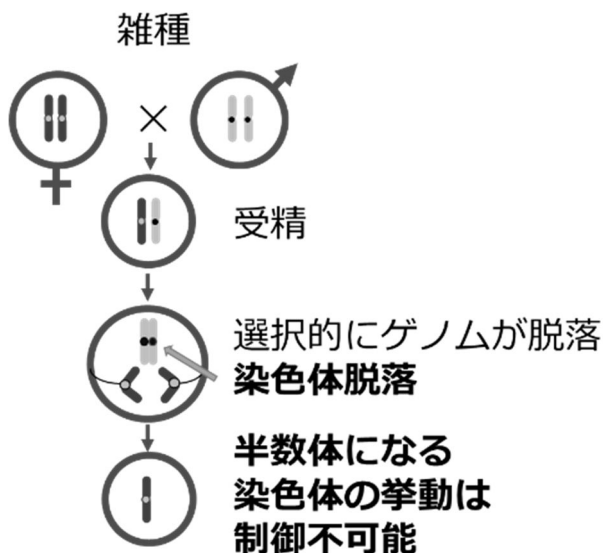 雑種
×
受精
選択的にゲノムが脱落
染色体脱落
半数体になる
染色体の挙動は
制御不可能